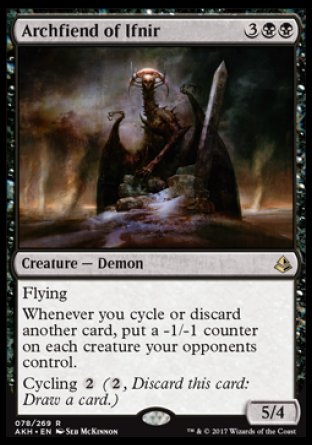 Archfiend of Ifnir 3
Creature — Demon
Flying
Whenever you cycle or discard
another card, put a -1/-1 counter
on each creature your opponents
control.
Cycling 2 (2, Discard this card:
Draw a card.)
078/269 R
AKH • EN Seb McKinnon
5/4
™ & © 2017 Wizards of the Coast